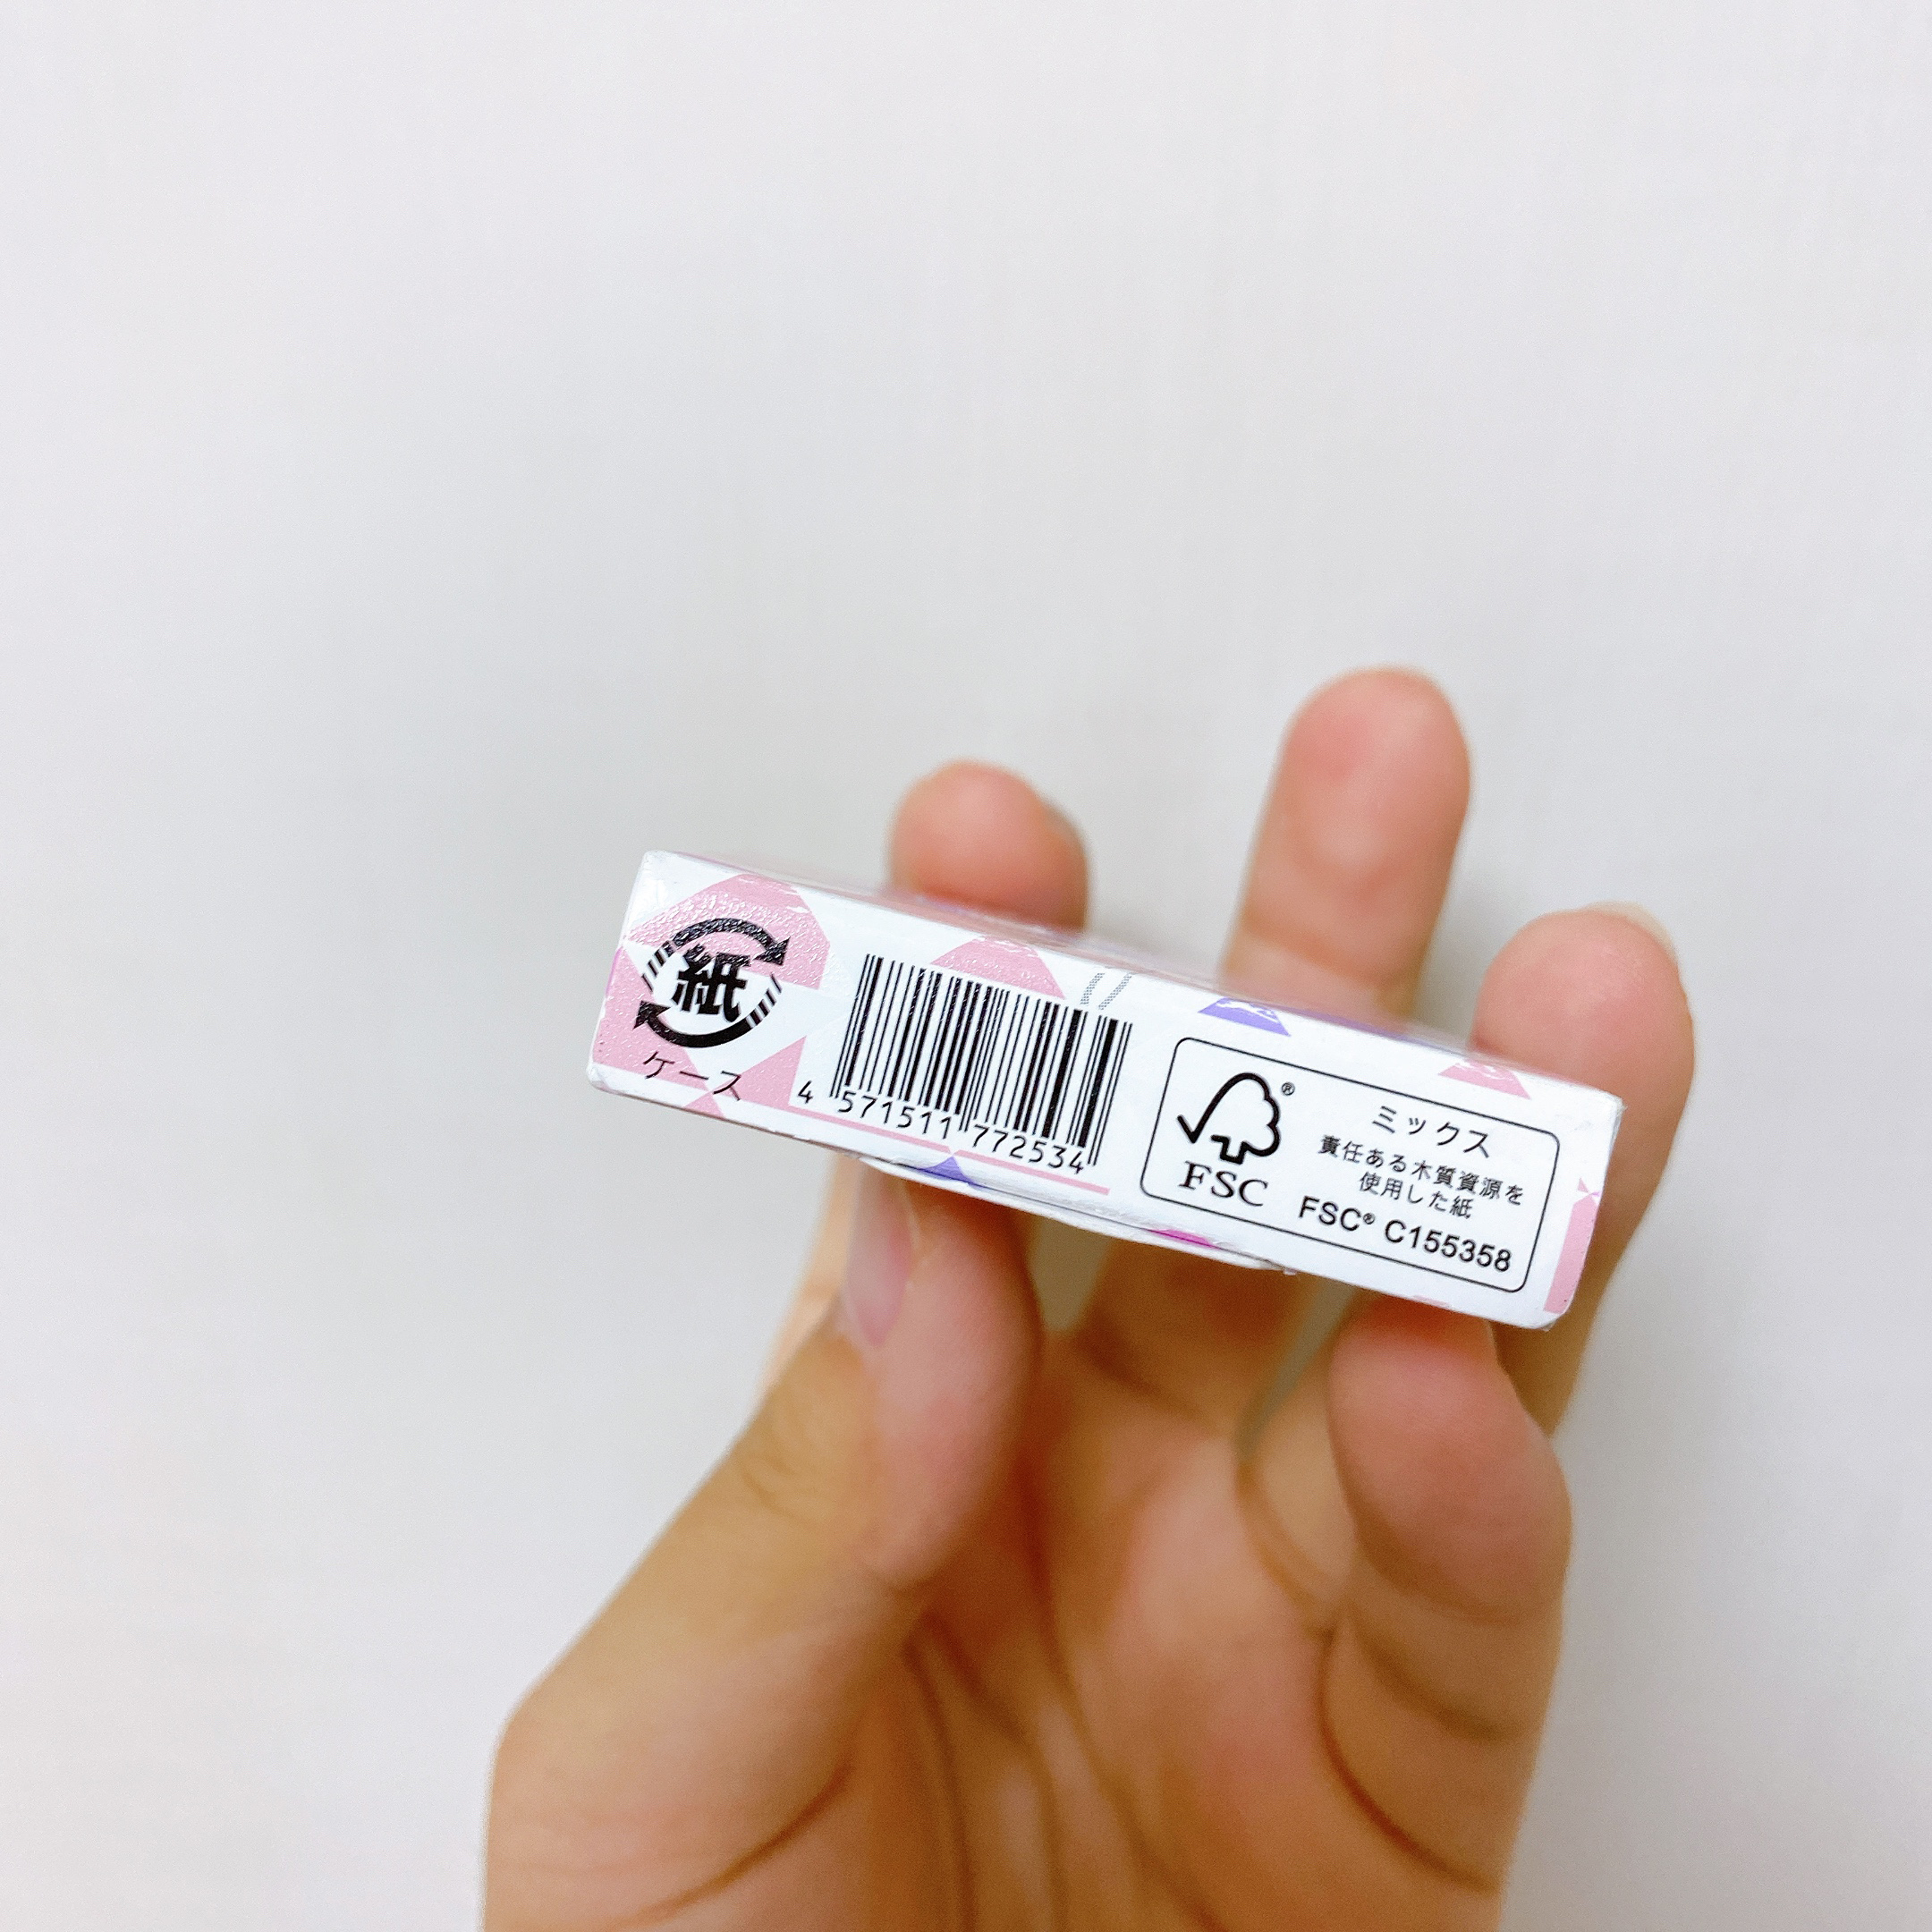 紙
ケース
4 571511 772534
FSC®
ミックス
責任ある木質資源を
使用した紙
FSC® C155358